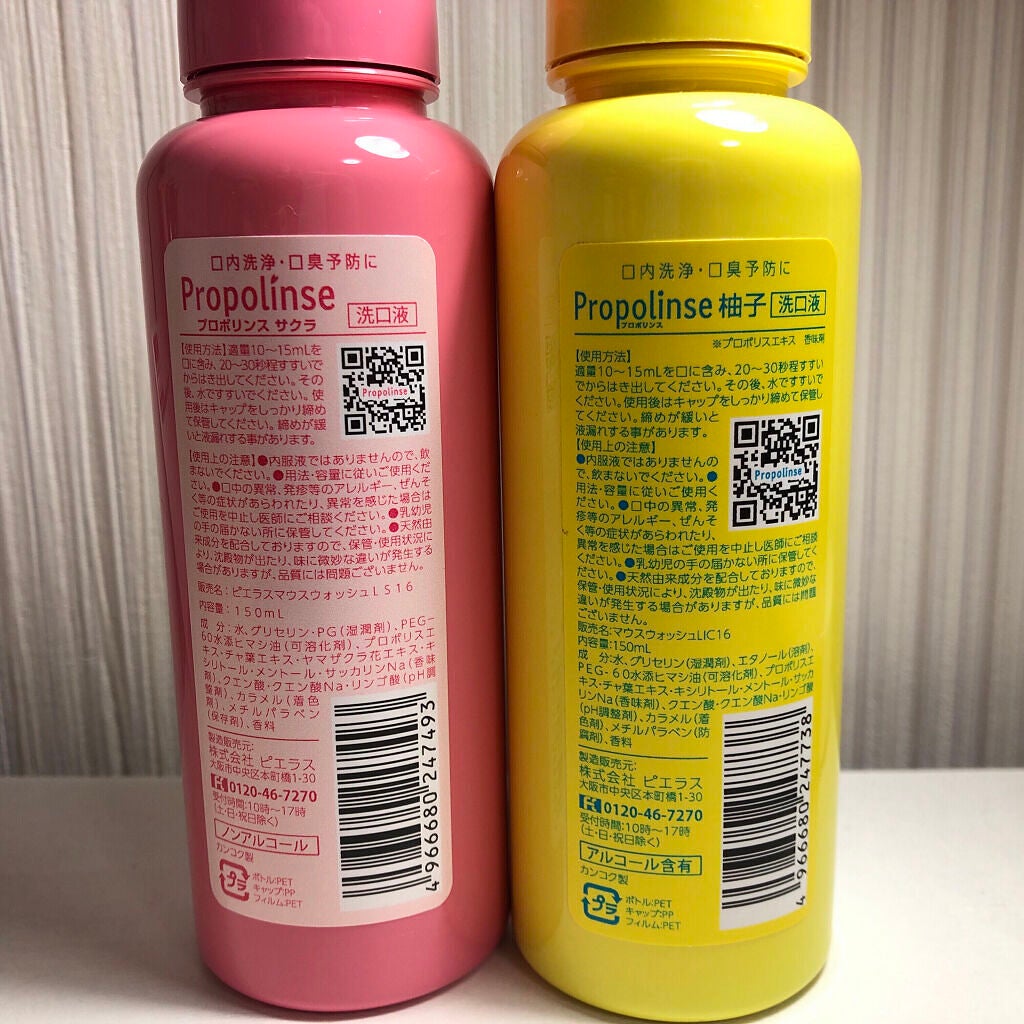 口内洗浄・口臭予防に
Propolinse
プロポリンス サクラ
洗口液
【使用方法】適量10〜15mLを
口に含み、20〜30秒程すすい
でからはき出してください。その
後、水ですすいでください。使
用後はキャップをしっかり締め
て保管してください。締めが緩
いと液漏れする事があります。
Propolinse
【使用上の注意】●内服液ではありませんので、飲
まないでください。●用法・容量に従いご使用くだ
さい。●口中の異常、発疹等のアレルギー、ぜんそ
く等の症状があらわれたり、異常を感じた場合は
ご使用を中止し医師にご相談ください。●乳幼児
の手の届かない所に保管してください。●天然由
来成分を配合しておりますので、保管・使用状況に
より、沈殿物が出たり、味に微妙な違いが発生する
場合がありますが、品質には問題ございません。
販売名：ピエラスマウスウォッシュLS16
内容量：150mL
成 分：水、グリセリン・PG（湿潤剤）、PEG-
60水添ヒマシ油（可溶化剤）、プロポリスエ
キス・チャ葉エキス・ヤマザクラ花エキス・キ
シリトール・メントール・サッカリンNa（香味
剤）、クエン酸・クエン酸Na・リンゴ酸（pH調
整剤）、カラメル（着色
剤）、メチルパラベン
（保存剤）、香料
製造販売元：
株式会社 ピエラス
大阪市中央区本町橋1-30
0120-46-7270
受付時間：10時〜17時
（土・日・祝日除く）
ノンアルコール
カンコク製
プラ
ボトル：PET
キャップ：PP
フィルム：PET
4966680247493
口内洗浄・口臭予防に
Propolinse 柚子 洗口液
プロポリンス
※プロポリスエキス 香味剤
【使用方法】
適量10〜15mLを口に含み、20〜30秒程すすい
でからはき出してください。その後、水ですすいでく
ださい。使用後はキャップをしっかり締めて保管し
てください。締めが緩いと
液漏れする事があります。
【使用上の注意】
●内服液ではありませんの
で、飲まないでください。●
用法・容量に従いご使用く
ださい。●口中の異常、発
疹等のアレルギー、ぜんそ
く等の症状があらわれたり、
Propolinse
異常を感じた場合はご使用を中止し医師にご相談
ください。●乳幼児の手の届かない所に保管してく
ださい。●天然由来成分を配合しておりますので、
保管・使用状況により、沈殿物が出たり、味に微妙な
違いが発生する場合がありますが、品質には問題
ございません。
販売名：マウスウォッシュLIC16
内容量：150mL
成 分：水、グリセリン（湿潤剤）、エタノール（溶剤）、
PEG-60水添ヒマシ油（可溶化剤）、プロポリスエ
キス・チャ葉エキス・キシリトール・メントール・サッカ
リンNa（香味剤）、クエン酸・クエン酸Na・リンゴ酸
（pH調整剤）、カラメル（着
色剤）、メチルパラベン（防
腐剤）、香料
製造販売元：
株式会社 ピエラス
大阪市中央区本町橋1-30
0120-46-7270
受付時間：10時〜17時
（土・日・祝日除く）
アルコール含有
カンコク製
プラ
ボトル：PET
キャップ：PP
フィルム：PET
4966680247738